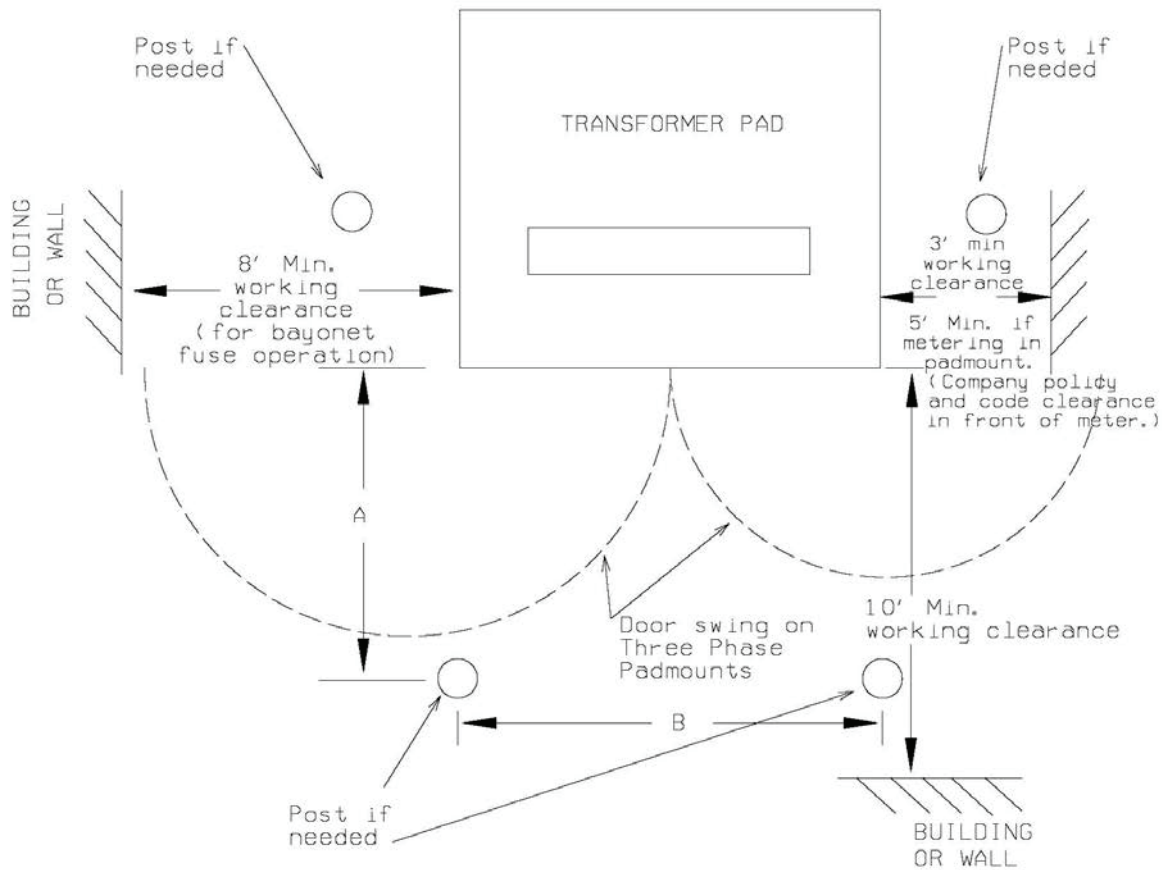 Post if
needed
TRANSFORMER PAD
Post if
needed
BUILDING
OR WALL
8' Min.
working
clearance
(for bayonet
fuse operation)
3' min
working
clearance
5' Min. if
metering in
padmount.
(Company policy
and code clearance
in front of meter.)
A
Door swing on
Three Phase
Padmounts
10' Min.
working clearance
B
Post if
needed
BUILDING
OR WALL